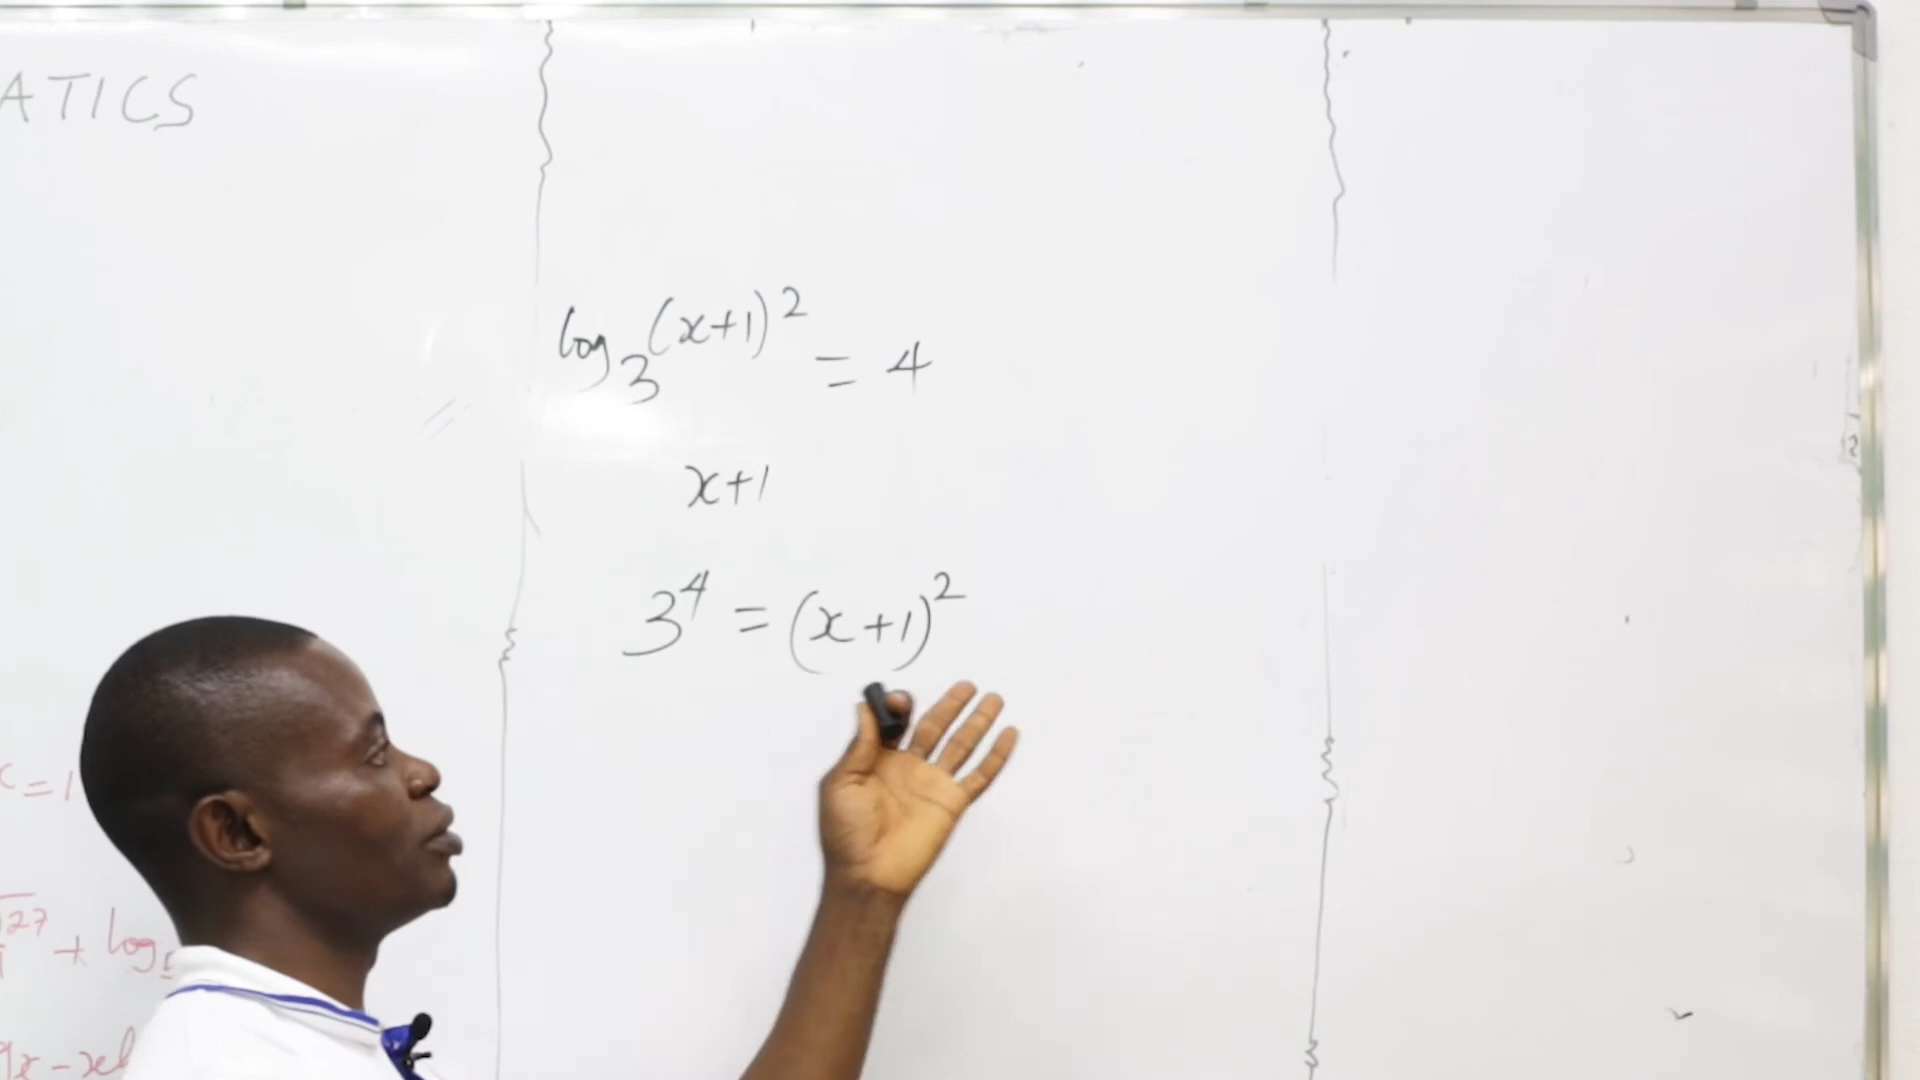 ATICS
log₃(x+1)² = 4
x+1
3⁴ = (x+1)²
= 1
27 + log